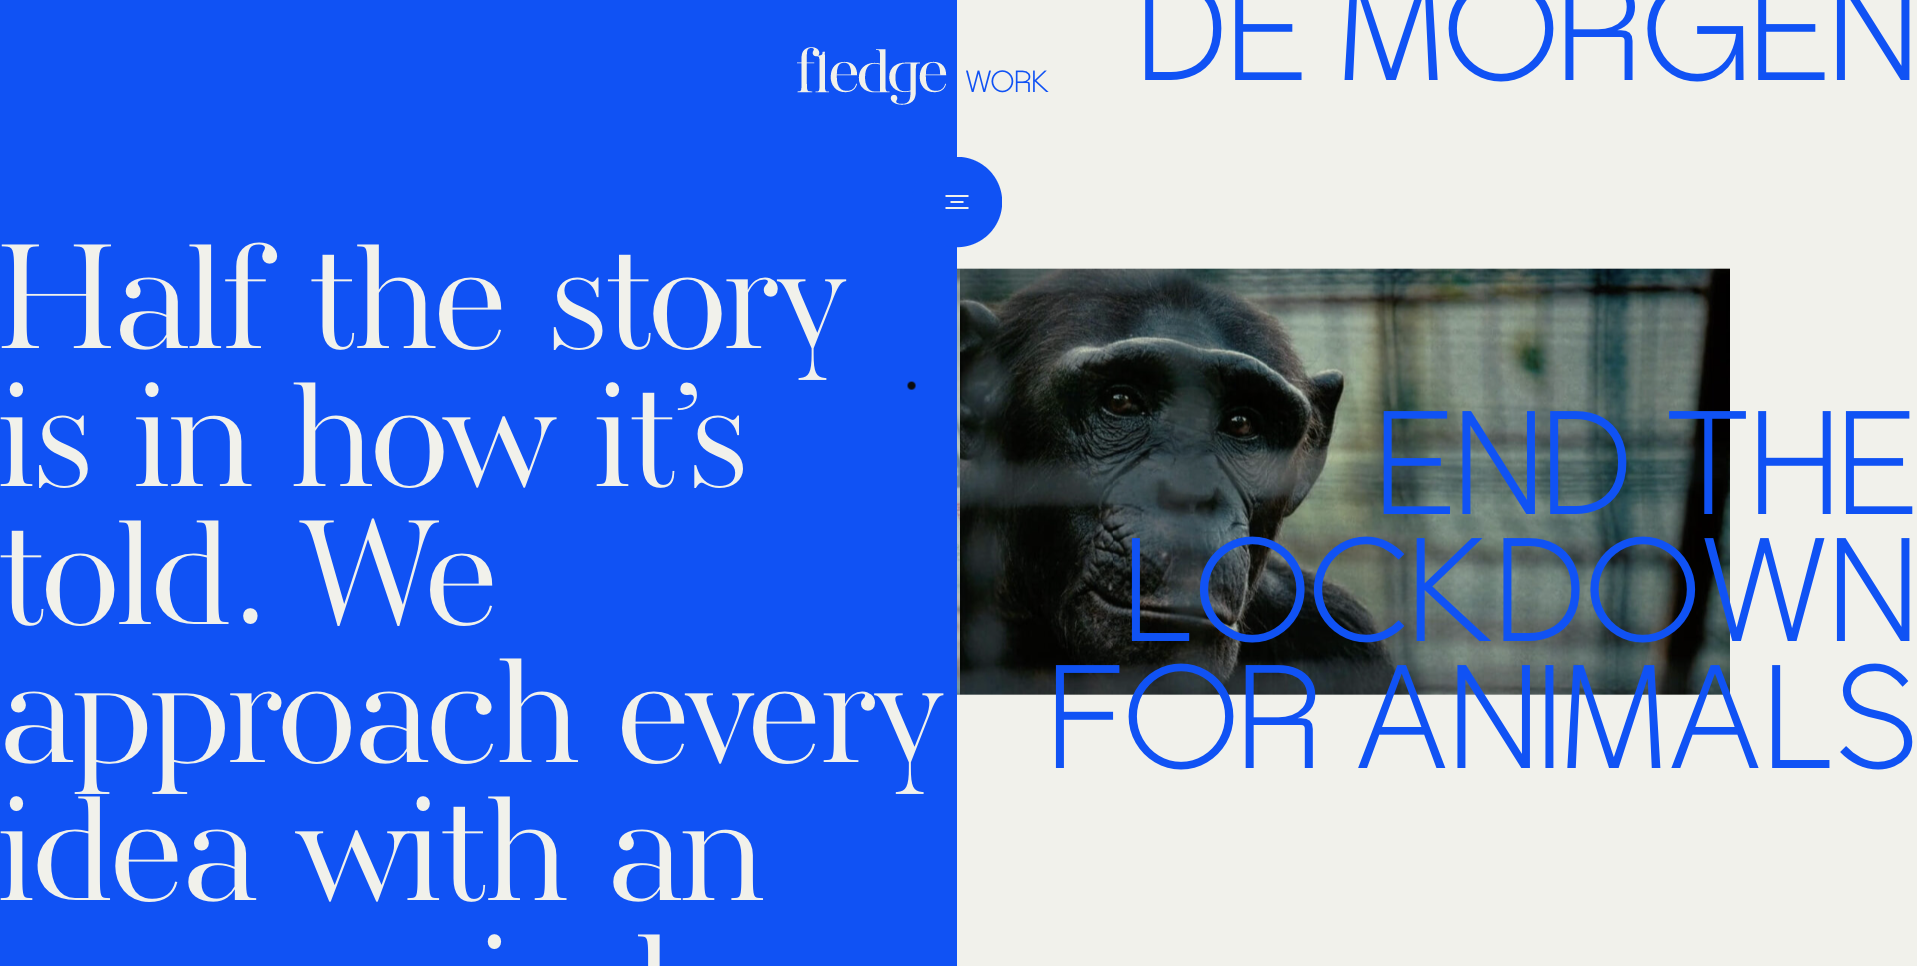 fledge
WORK
Half the story
is in how it’s
told. We
approach every
idea with an
DE MORGEN
END THE
LOCKDOWN
FOR ANIMALS